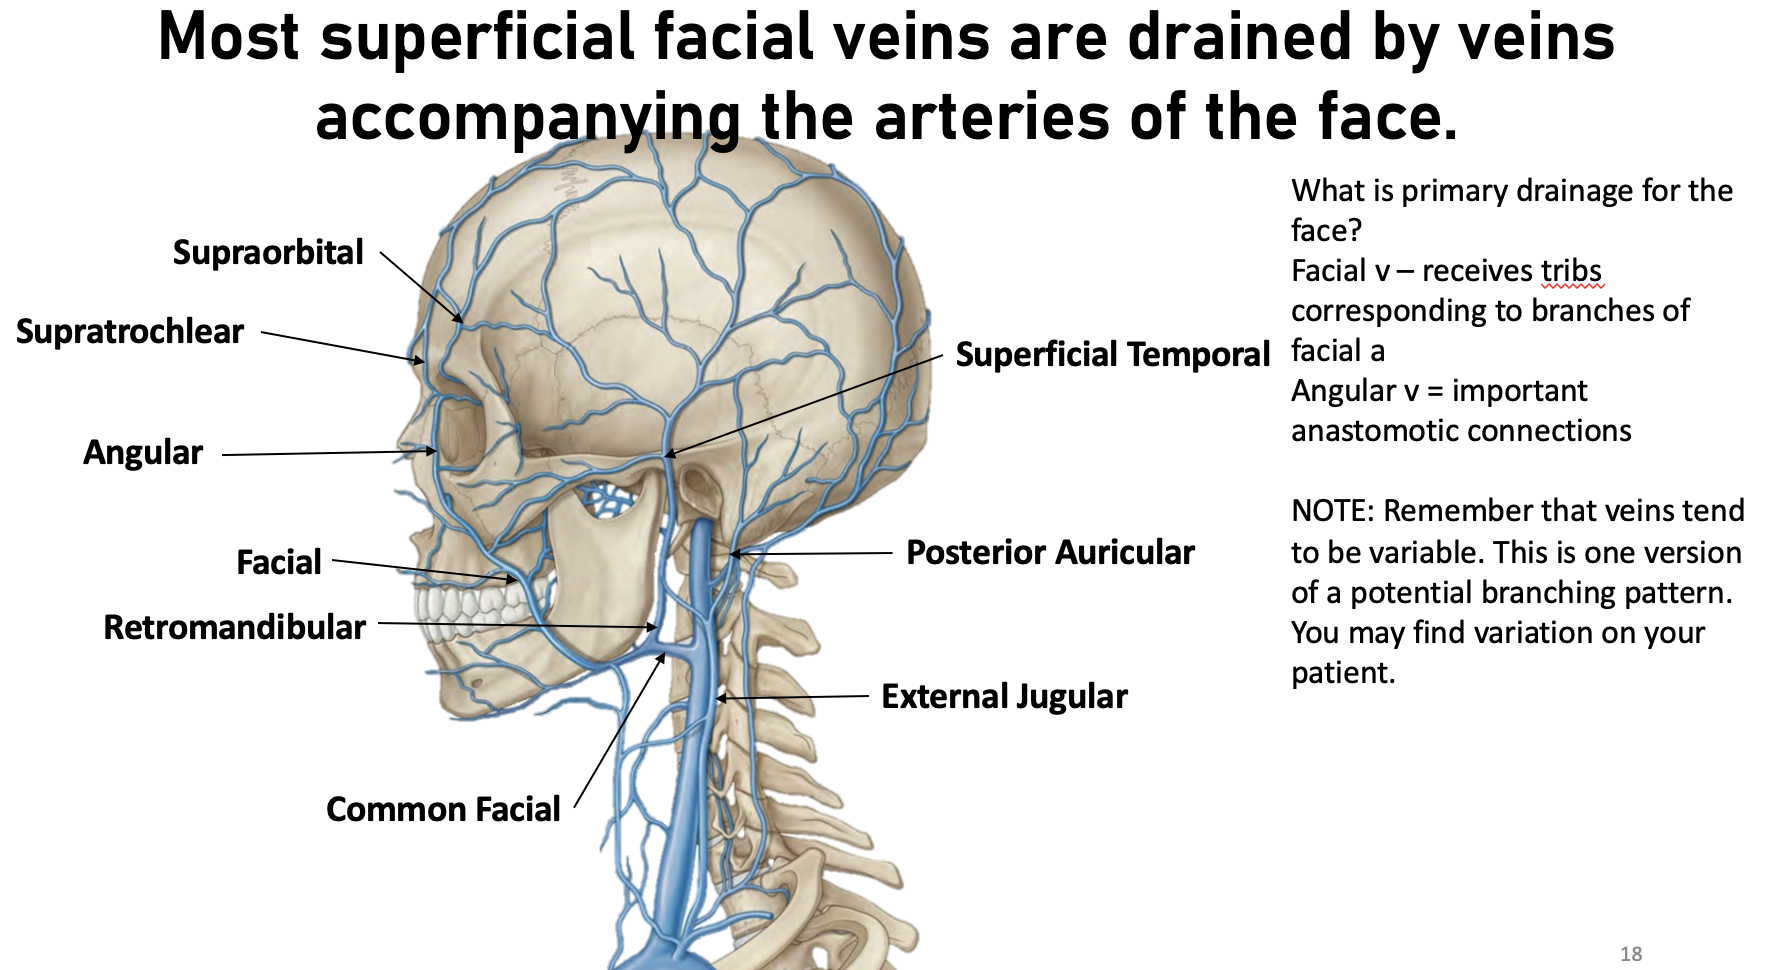 Most superficial facial veins are drained by veins
accompanying the arteries of the face.
Supraorbital
Supratrochlear
Angular
Facial
Retromandibular
Common Facial
Superficial Temporal
Posterior Auricular
External Jugular
What is primary drainage for the
face?
Facial v – receives tribs
corresponding to branches of
facial a
Angular v = important
anastomotic connections
NOTE: Remember that veins tend
to be variable. This is one version
of a potential branching pattern.
You may find variation on your
patient.
18